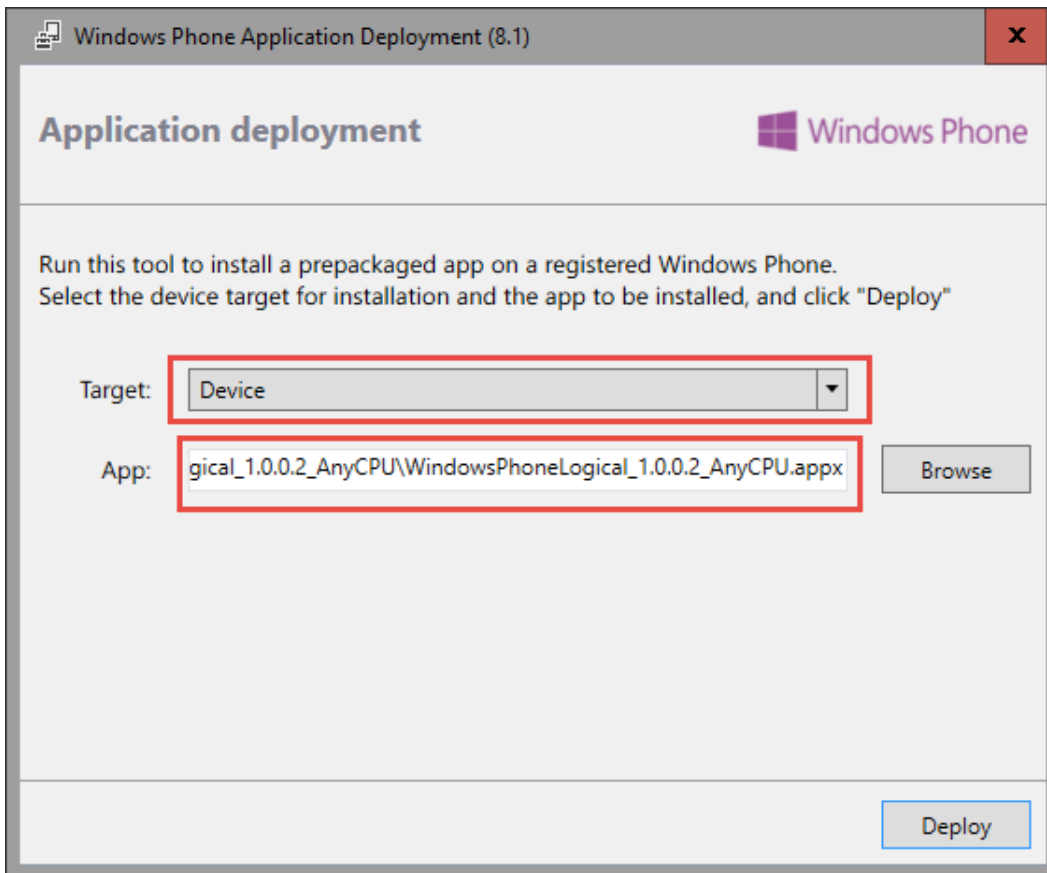 Windows Phone Application Deployment (8.1)
x
Application deployment
Windows Phone
Run this tool to install a prepackaged app on a registered Windows Phone.
Select the device target for installation and the app to be installed, and click "Deploy"
Target: Device
App: gical_1.0.0.2_AnyCPU\WindowsPhoneLogical_1.0.0.2_AnyCPU.appx Browse
Deploy